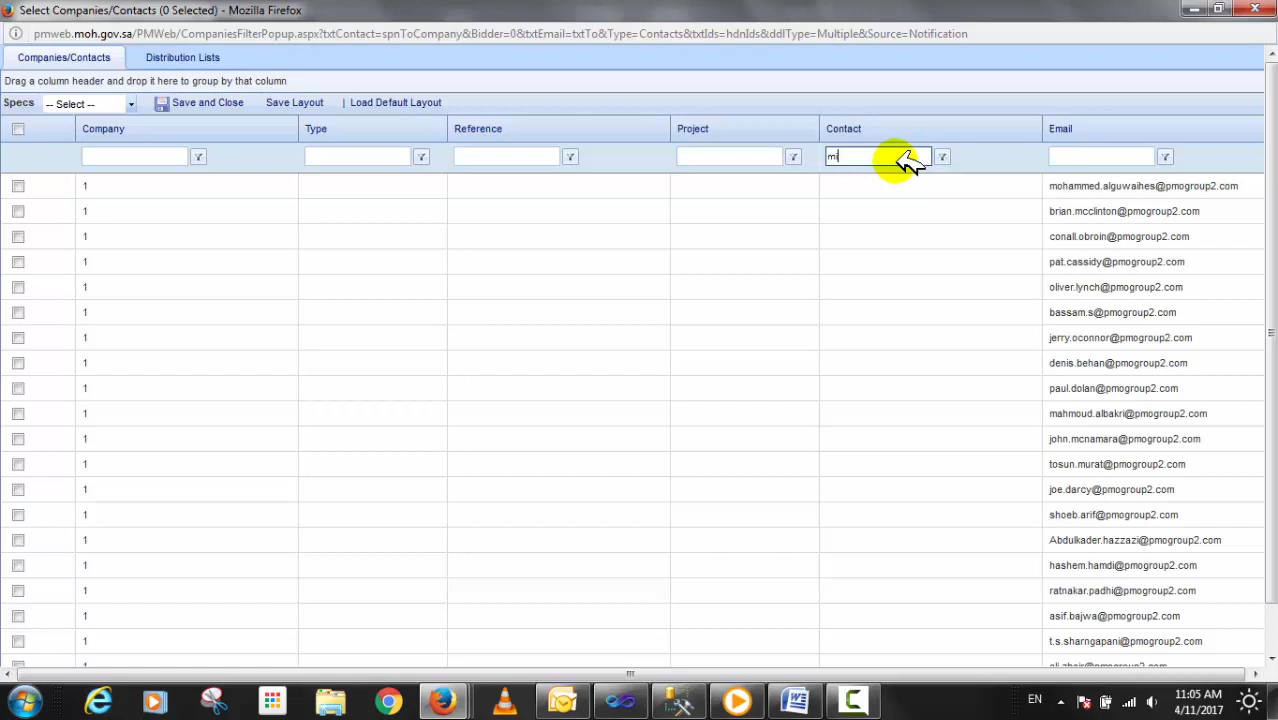 Select Companies/Contacts (0 Selected) - Mozilla Firefox
pmweb.moh.gov.sa/PMWeb/CompaniesFilterPopup.aspx?txtContact=spnToCompany&Bidder=0&txtEmail=txtTo&Type=Contacts&txtIds=hdnIds&ddlType=Multiple&Source=Notification
Companies/Contacts Distribution Lists
Drag a column header and drop it here to group by that column
Specs -- Select -- Save and Close Save Layout | Load Default Layout
Company Type Reference Project Contact Email
mi
1 mohammed.alguwaihes@pmogroup2.com
1 brian.mcclinton@pmogroup2.com
1 conall.obroin@pmogroup2.com
1 pat.cassidy@pmogroup2.com
1 oliver.lynch@pmogroup2.com
1 bassam.s@pmogroup2.com
1 jerry.oconnor@pmogroup2.com
1 denis.behan@pmogroup2.com
1 paul.dolan@pmogroup2.com
1 mahmoud.albakri@pmogroup2.com
1 john.mcnamara@pmogroup2.com
1 tosun.murat@pmogroup2.com
1 joe.darcy@pmogroup2.com
1 shoeb.arif@pmogroup2.com
1 Abdulkader.hazzazi@pmogroup2.com
1 hashem.hamdi@pmogroup2.com
1 ratnakar.padhi@pmogroup2.com
1 asif.bajwa@pmogroup2.com
1 t.s.sharngapani@pmogroup2.com
EN 11:05 AM
4/11/2017